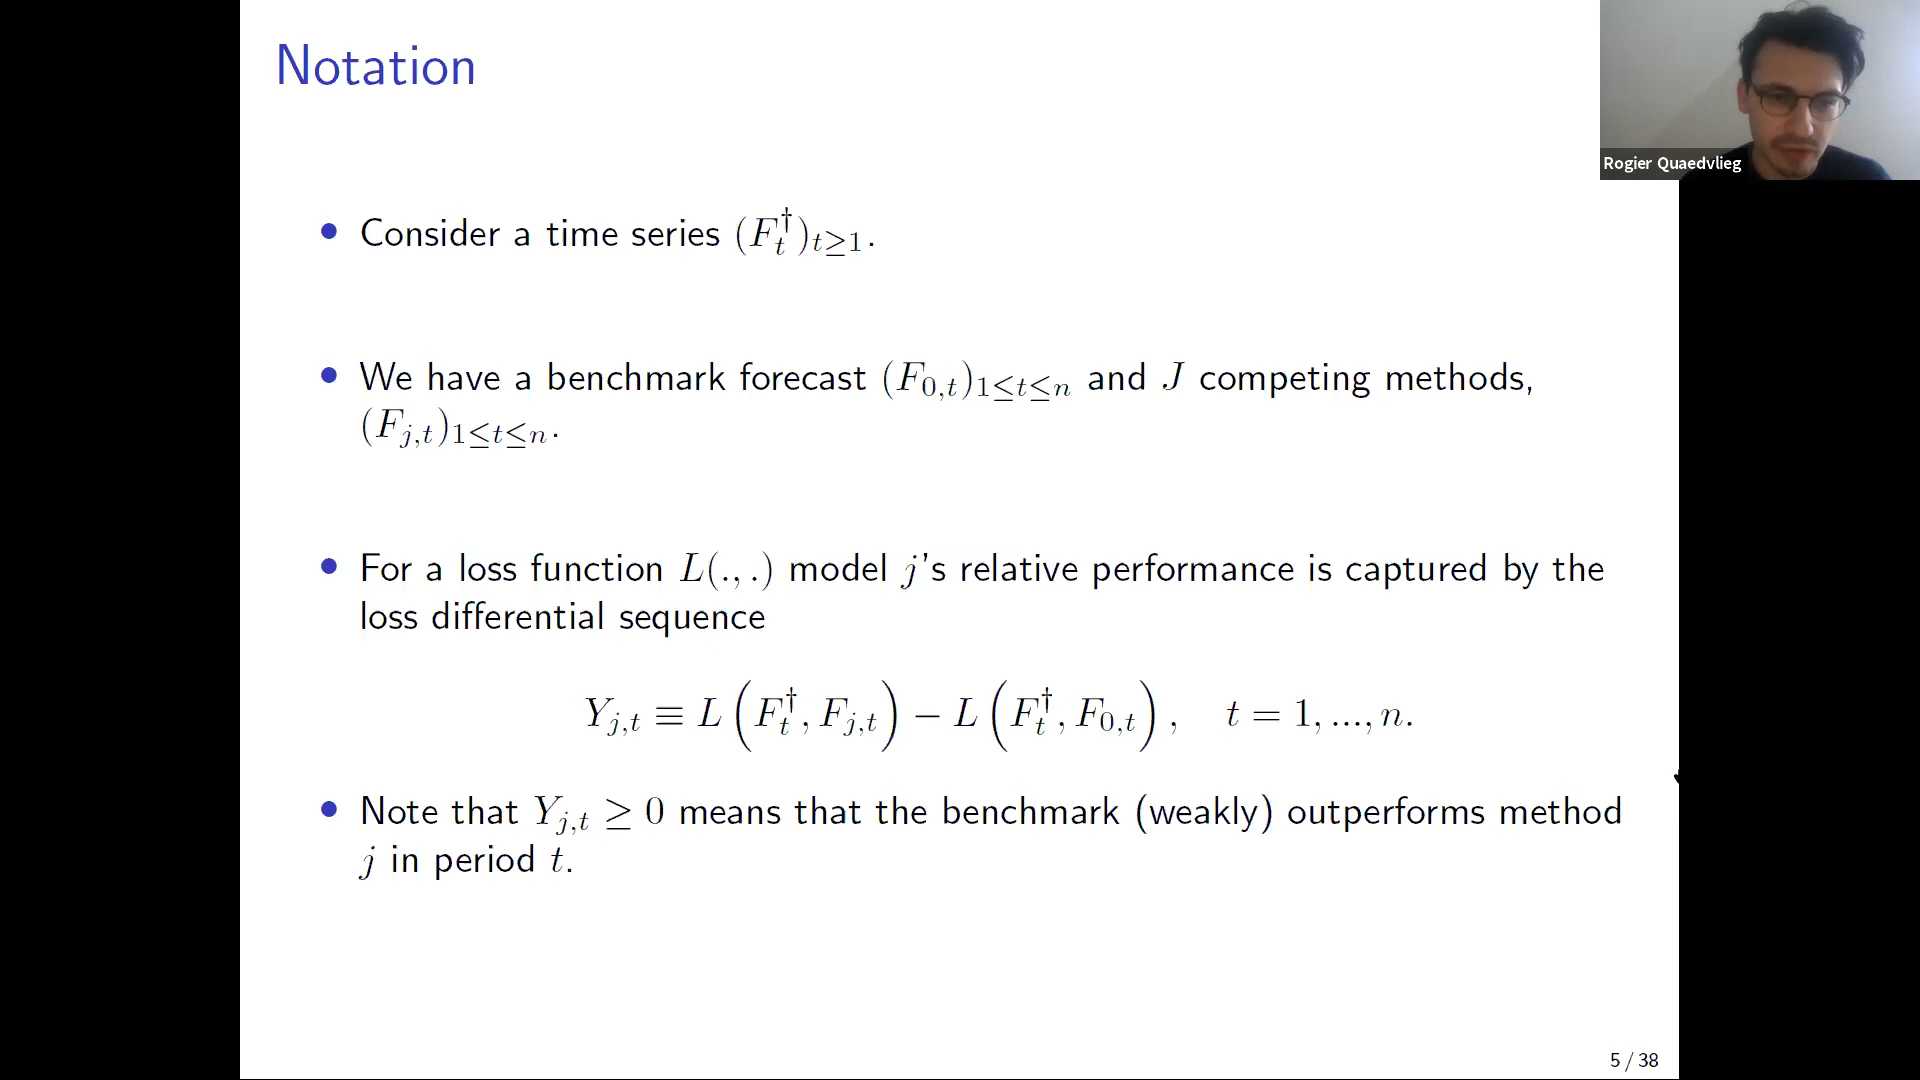 Notation
Rogier Quaedvlieg
• Consider a time series $(F_t^\dagger)_{t \geq 1}$.
• We have a benchmark forecast $(F_{0,t})_{1 \leq t \leq n}$ and $J$ competing methods,
$(F_{j,t})_{1 \leq t \leq n}$.
• For a loss function $L(.,.)$ model $j$'s relative performance is captured by the
loss differential sequence
$Y_{j,t} \equiv L\left(F_t^\dagger, F_{j,t}\right) - L\left(F_t^\dagger, F_{0,t}\right), \quad t = 1, ..., n.$
• Note that $Y_{j,t} \geq 0$ means that the benchmark (weakly) outperforms method
$j$ in period $t$.
5 / 38